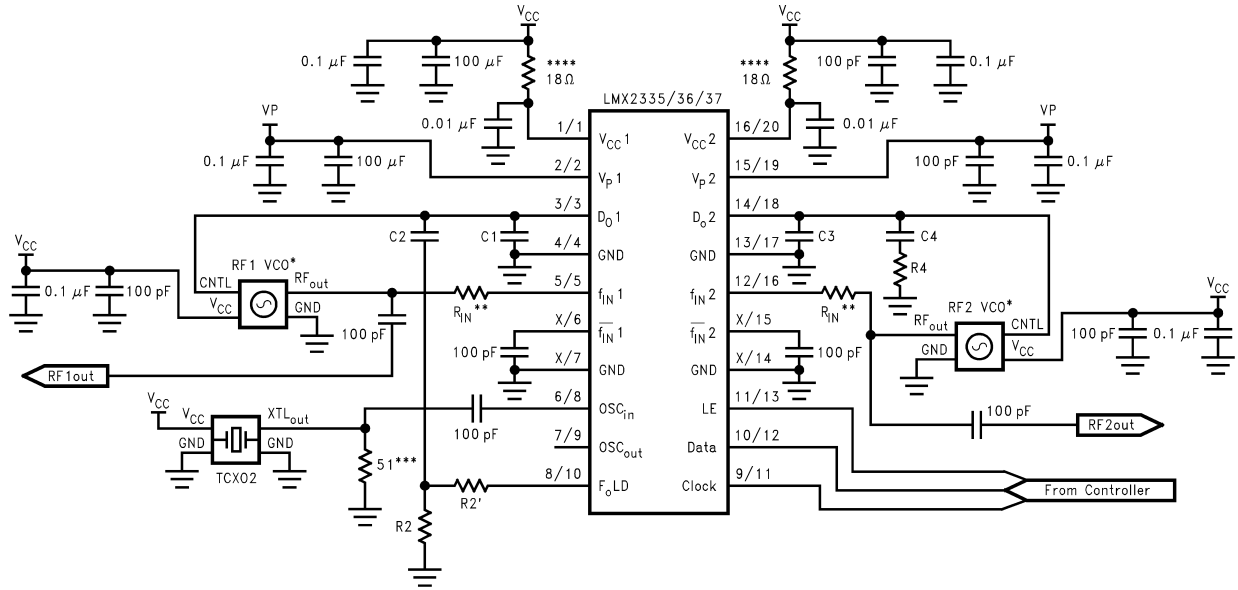 VCC
VCC
0.1 μF
100 μF
****
18Ω
****
18Ω
100 pF
0.1 μF
LMX2335/36/37
0.01 μF
0.01 μF
VP
VP
0.1 μF
100 μF
100 pF
0.1 μF
1/1
VCC1
VCC2
16/20
2/2
VP1
VP2
15/19
3/3
DO1
Do2
14/18
C2
C1
C3
C4
R4
4/4
GND
GND
13/17
VCC
0.1 μF
100 pF
RF1 VCO*
CNTL
RFout
VCC
GND
100 pF
RIN**
5/5
fIN1
fIN2
12/16
RIN**
X/6
fIN1
fIN2
X/15
100 pF
100 pF
X/7
GND
GND
X/14
RF2 VCO*
RFout
CNTL
GND
VCC
VCC
100 pF
0.1 μF
RF1out
VCC
VCC
XTLout
GND
GND
TCXO2
51***
100 pF
6/8
OSCin
LE
11/13
100 pF
RF2out
7/9
OSCout
Data
10/12
8/10
FoLD
Clock
9/11
R2'
R2
From Controller